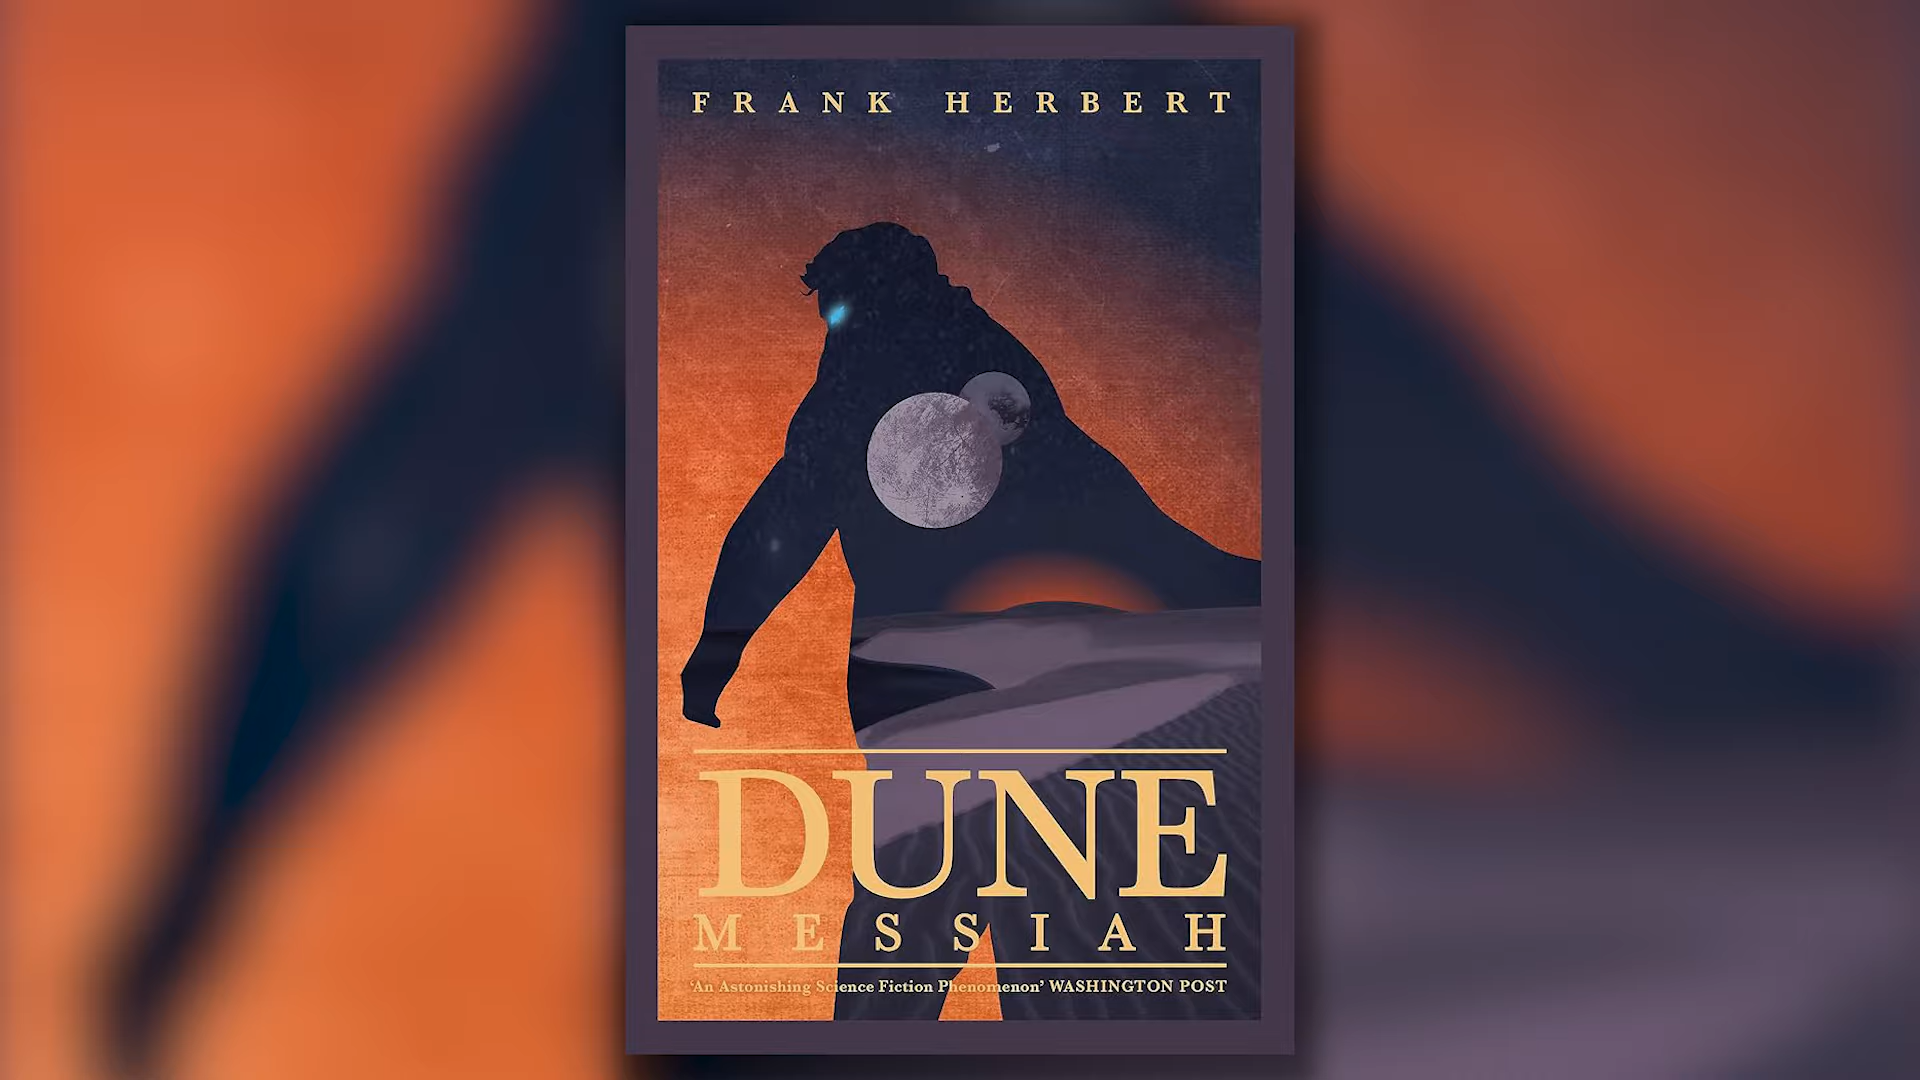 FRANK HERBERT
DUNE
MESSIAH
‘An Astonishing Science Fiction Phenomenon’ WASHINGTON POST